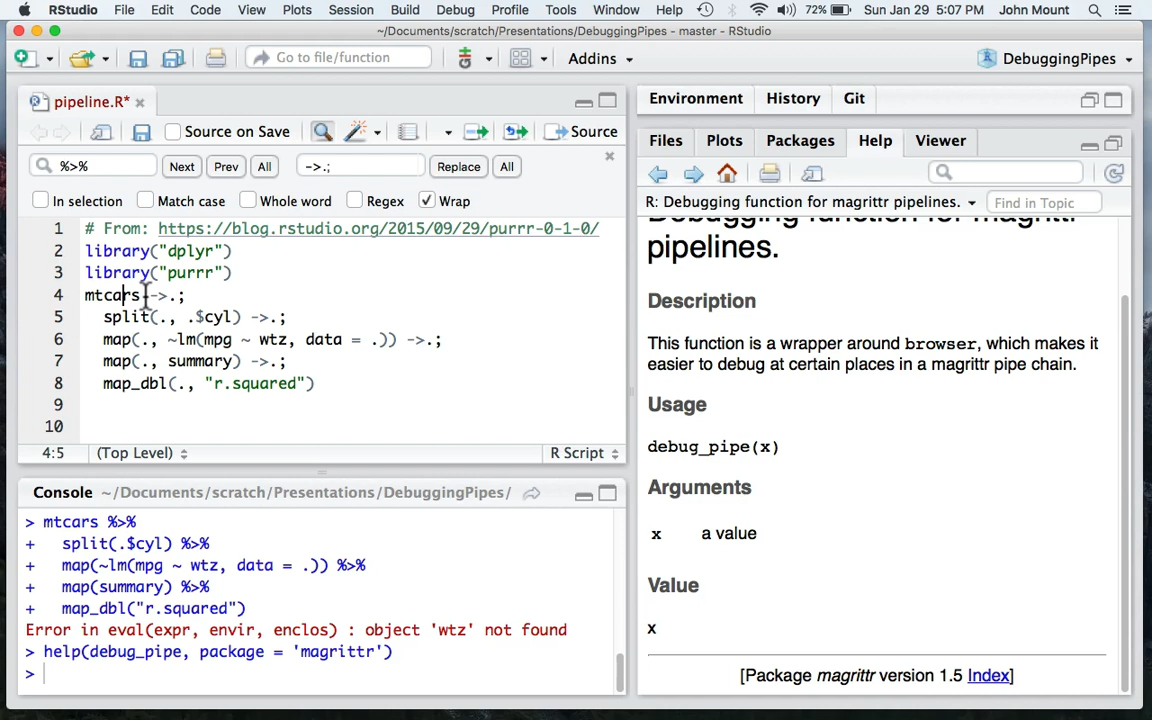 RStudio File Edit Code View Plots Session Build Debug Profile Tools Window Help 72% Sun Jan 29 5:07 PM John Mount
~/Documents/scratch/Presentations/DebuggingPipes - master - RStudio
Go to file/function Addins DebuggingPipes
pipeline.R*
Source on Save Source
%>% Next Prev All ->.; Replace All
In selection Match case Whole word Regex Wrap
1 # From: https://blog.rstudio.org/2015/09/29/purrr-0-1-0/
2 library("dplyr")
3 library("purrr")
4 mtcars ->.;
5 split(., .$cyl) ->.;
6 map(., ~lm(mpg ~ wtz, data = .)) ->.;
7 map(., summary) ->.;
8 map_dbl(., "r.squared")
9
10
4:5 (Top Level) R Script
Console ~/Documents/scratch/Presentations/DebuggingPipes/
> mtcars %>%
+ split(.$cyl) %>%
+ map(~lm(mpg ~ wtz, data = .)) %>%
+ map(summary) %>%
+ map_dbl("r.squared")
Error in eval(expr, envir, enclos) : object 'wtz' not found
> help(debug_pipe, package = 'magrittr')
>
Environment History Git
Files Plots Packages Help Viewer
R: Debugging function for magrittr pipelines. Find in Topic
Debugging function for magrittr
pipelines.
Description
This function is a wrapper around browser, which makes it
easier to debug at certain places in a magrittr pipe chain.
Usage
debug_pipe(x)
Arguments
x a value
Value
x
[Package magrittr version 1.5 Index]